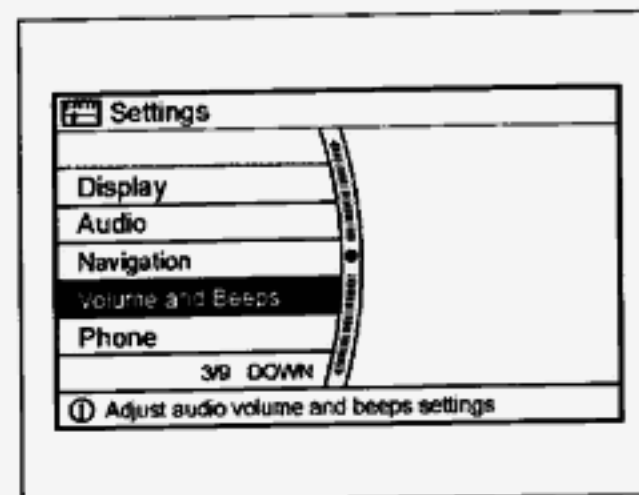 Settings
Display
Audio
Navigation
Volume and Beeps
Phone
3/9 DOWN
Adjust audio volume and beeps settings